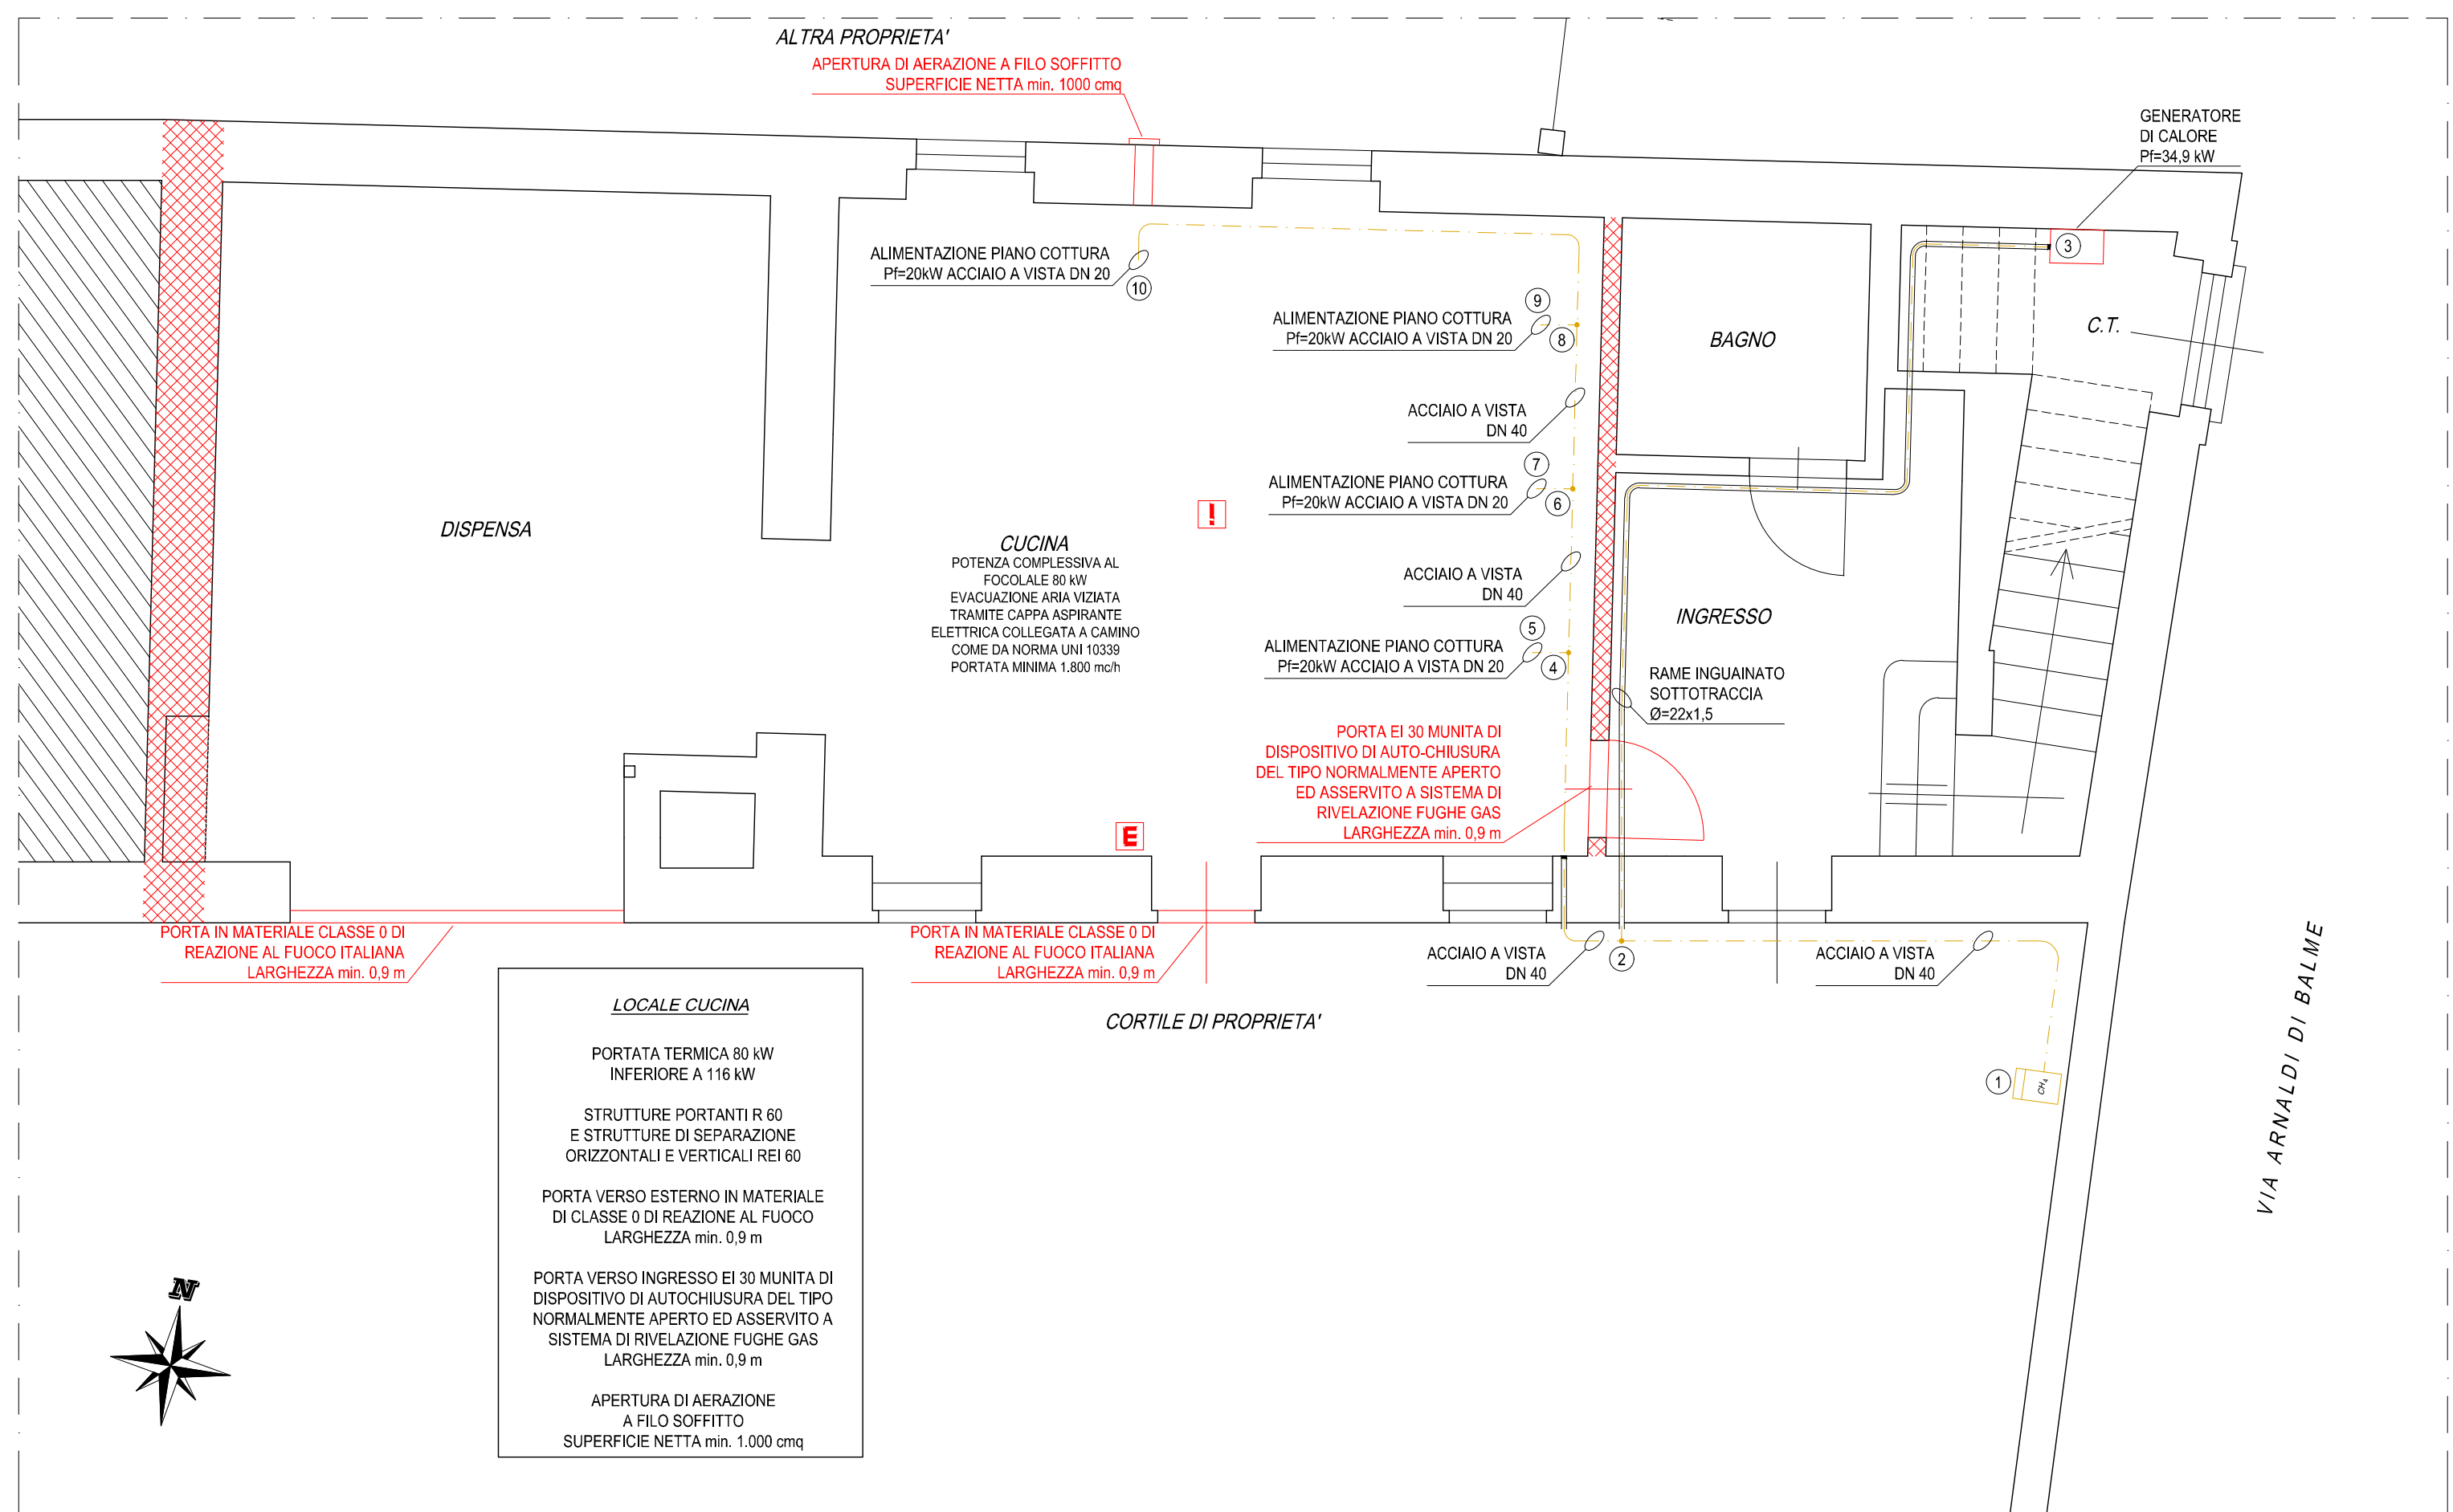 ALTRA PROPRIETA'
APERTURA DI AERAZIONE A FILO SOFFITTO
SUPERFICIE NETTA min. 1000 cmq
GENERATORE
DI CALORE
Pf=34,9 kW
3
ALIMENTAZIONE PIANO COTTURA
Pf=20kW ACCIAIO A VISTA DN 20
10
9
ALIMENTAZIONE PIANO COTTURA
Pf=20kW ACCIAIO A VISTA DN 20
8
BAGNO
C.T.
ACCIAIO A VISTA
DN 40
7
ALIMENTAZIONE PIANO COTTURA
Pf=20kW ACCIAIO A VISTA DN 20
6
!
DISPENSA
CUCINA
POTENZA COMPLESSIVA AL
FOCOLALE 80 kW
EVACUAZIONE ARIA VIZIATA
TRAMITE CAPPA ASPIRANTE
ELETTRICA COLLEGATA A CAMINO
COME DA NORMA UNI 10339
PORTATA MINIMA 1.800 mc/h
ACCIAIO A VISTA
DN 40
5
ALIMENTAZIONE PIANO COTTURA
Pf=20kW ACCIAIO A VISTA DN 20
4
INGRESSO
RAME INGUAINATO
SOTTOTRACCIA
Ø=22x1,5
PORTA EI 30 MUNITA DI
DISPOSITIVO DI AUTO-CHIUSURA
DEL TIPO NORMALMENTE APERTO
ED ASSERVITO A SISTEMA DI
RIVELAZIONE FUGHE GAS
LARGHEZZA min. 0,9 m
E
PORTA IN MATERIALE CLASSE 0 DI
REAZIONE AL FUOCO ITALIANA
LARGHEZZA min. 0,9 m
PORTA IN MATERIALE CLASSE 0 DI
REAZIONE AL FUOCO ITALIANA
LARGHEZZA min. 0,9 m
ACCIAIO A VISTA
DN 40
2
ACCIAIO A VISTA
DN 40
CORTILE DI PROPRIETA'
1
CH4
VIA ARNALDI DI BALME
LOCALE CUCINA
PORTATA TERMICA 80 kW
INFERIORE A 116 kW
STRUTTURE PORTANTI R 60
E STRUTTURE DI SEPARAZIONE
ORIZZONTALI E VERTICALI REI 60
PORTA VERSO ESTERNO IN MATERIALE
DI CLASSE 0 DI REAZIONE AL FUOCO
LARGHEZZA min. 0,9 m
PORTA VERSO INGRESSO EI 30 MUNITA DI
DISPOSITIVO DI AUTOCHIUSURA DEL TIPO
NORMALMENTE APERTO ED ASSERVITO A
SISTEMA DI RIVELAZIONE FUGHE GAS
LARGHEZZA min. 0,9 m
APERTURA DI AERAZIONE
A FILO SOFFITTO
SUPERFICIE NETTA min. 1.000 cmq
N